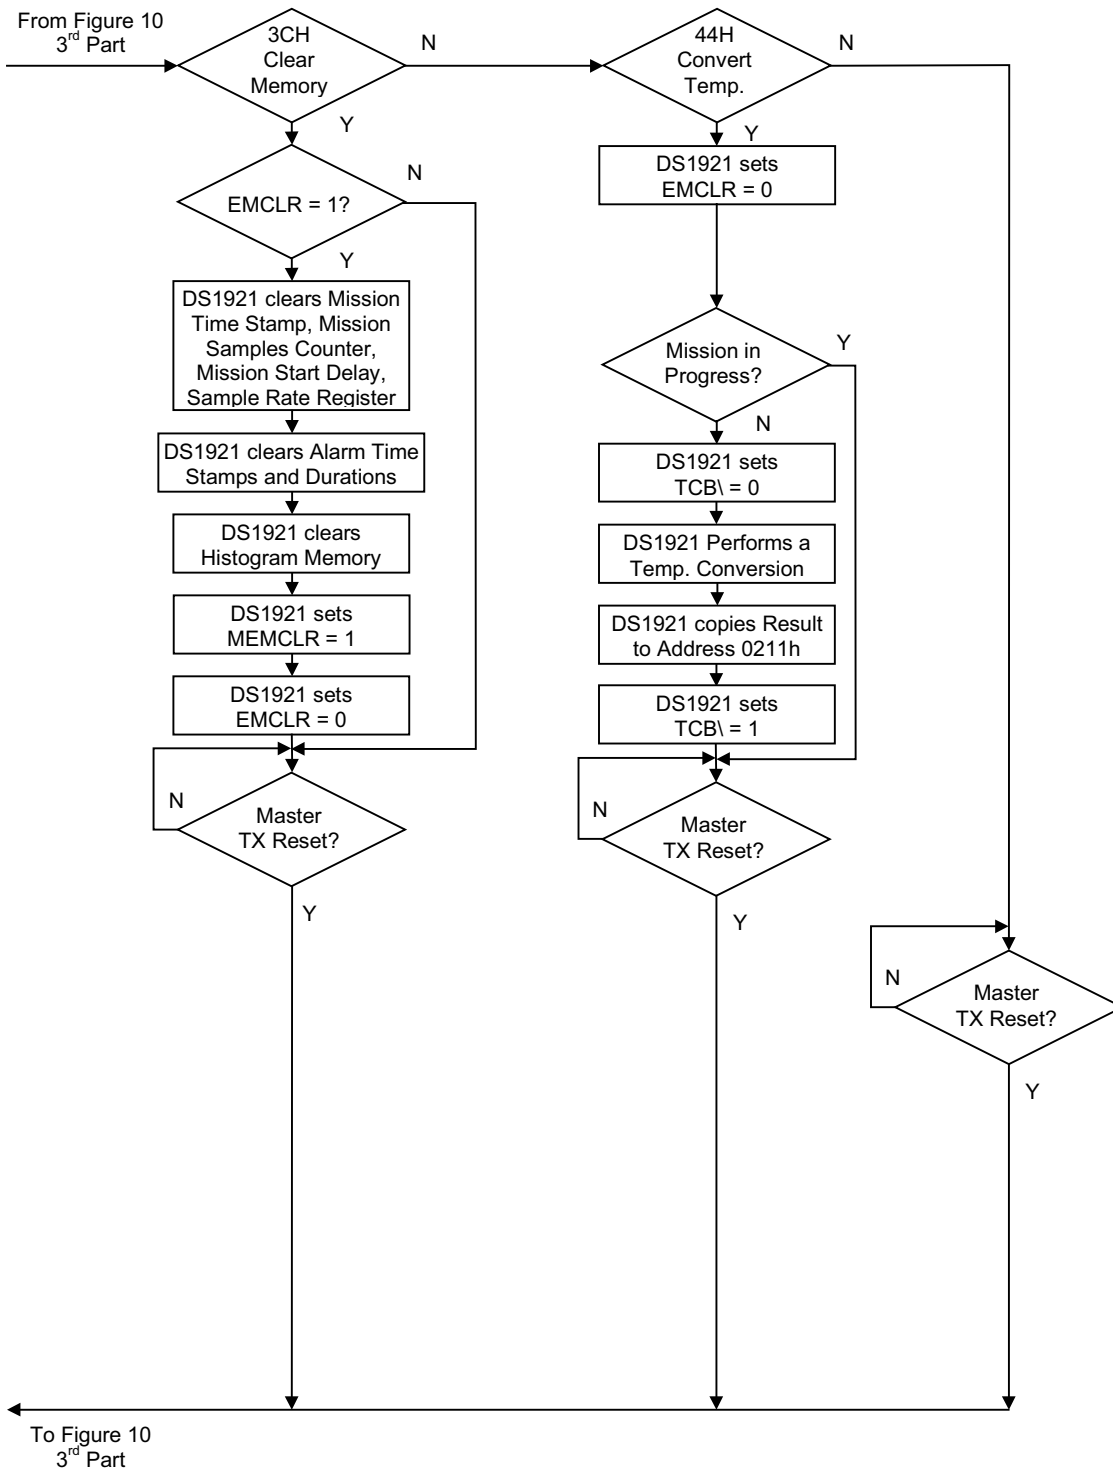 From Figure 10
3rd Part
3CH
Clear
Memory
N
Y
44H
Convert
Temp.
N
Y
EMCLR = 1?
N
Y
DS1921 sets
EMCLR = 0
DS1921 clears Mission
Time Stamp, Mission
Samples Counter,
Mission Start Delay,
Sample Rate Register
Mission in
Progress?
Y
N
DS1921 clears Alarm Time
Stamps and Durations
DS1921 sets
TCB\ = 0
DS1921 clears
Histogram Memory
DS1921 Performs a
Temp. Conversion
DS1921 sets
MEMCLR = 1
DS1921 copies Result
to Address 0211h
DS1921 sets
EMCLR = 0
DS1921 sets
TCB\ = 1
N
Master
TX Reset?
Y
N
Master
TX Reset?
Y
N
Master
TX Reset?
Y
To Figure 10
3rd Part